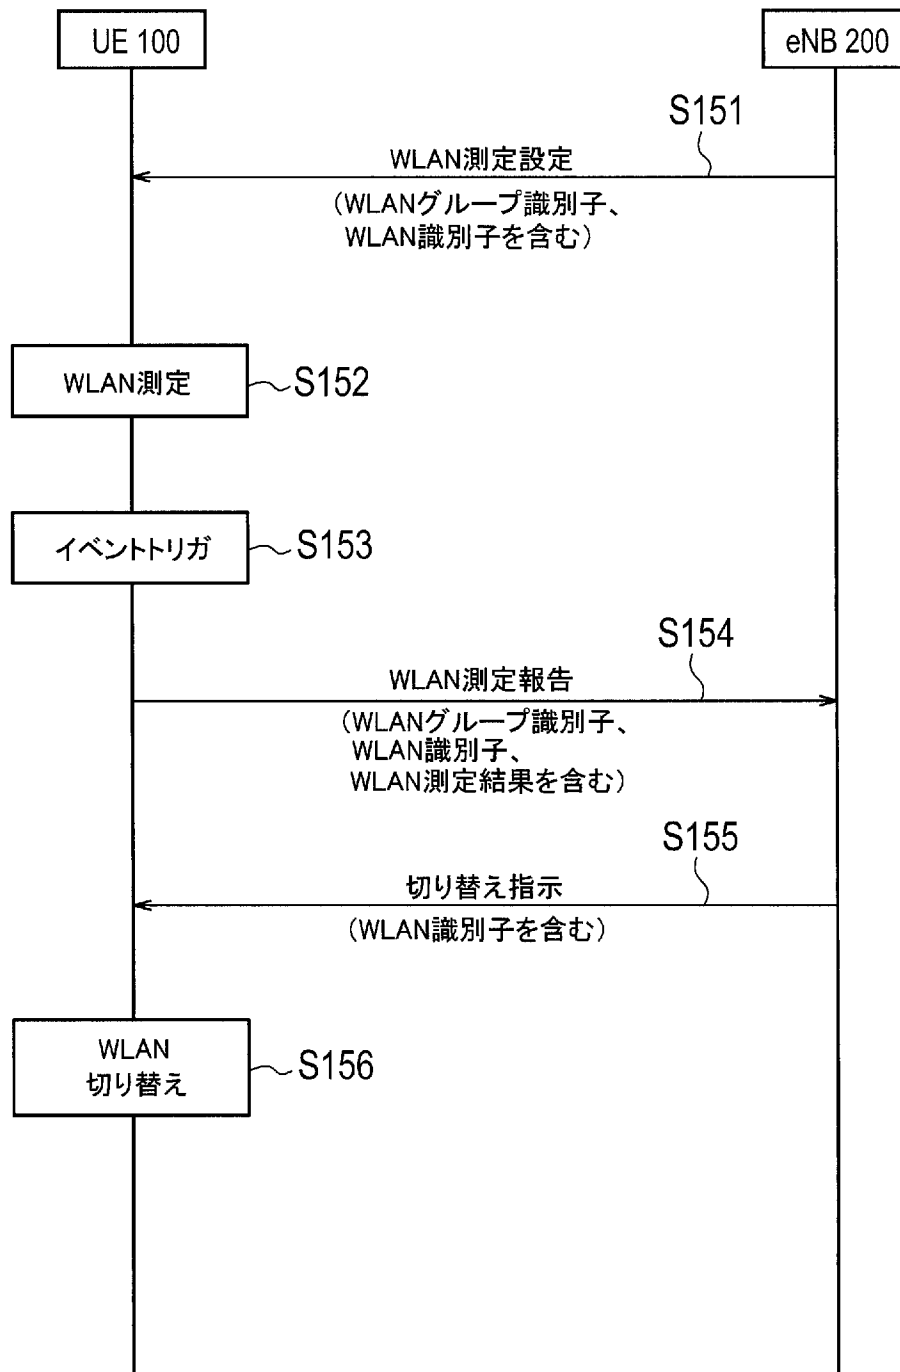 UE 100
eNB 200
S151
WLAN測定設定
(WLANグループ識別子、
WLAN識別子を含む)
WLAN測定
S152
イベントトリガ
S153
S154
WLAN測定報告
(WLANグループ識別子、
WLAN識別子、
WLAN測定結果を含む)
S155
切り替え指示
(WLAN識別子を含む)
WLAN
切り替え
S156